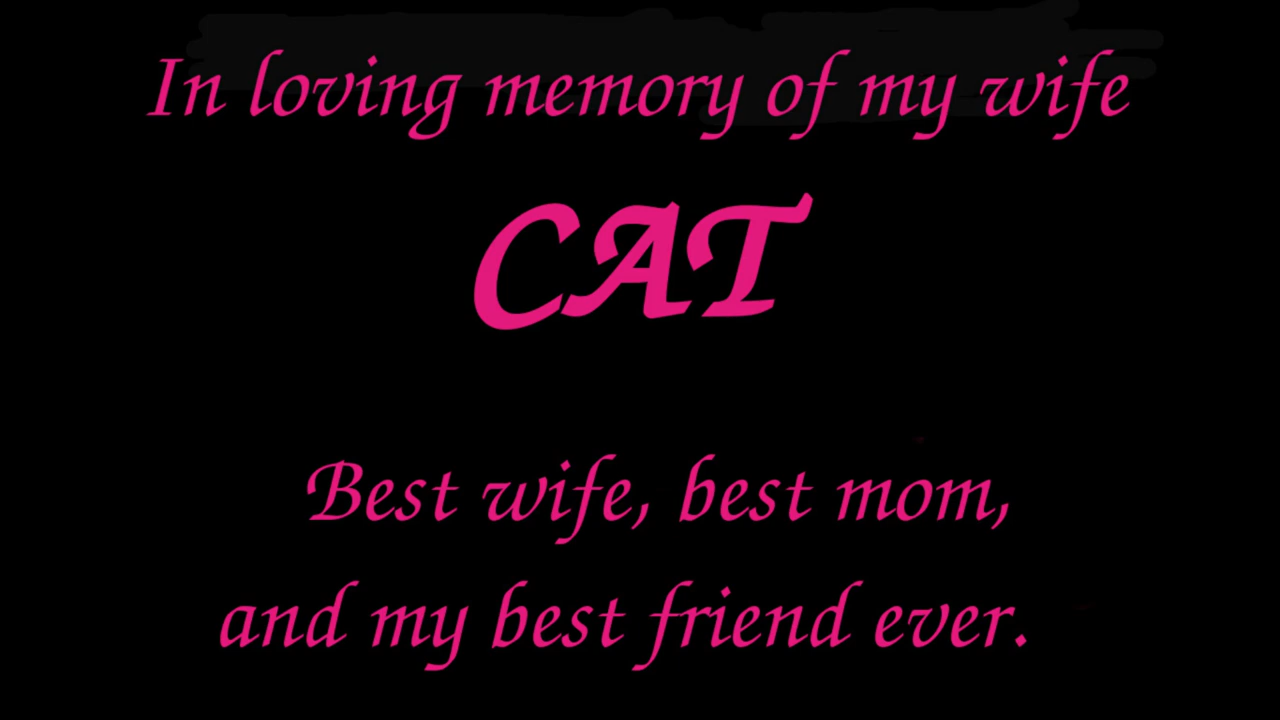 In loving memory of my wife
CAT
Best wife, best mom,
and my best friend ever.